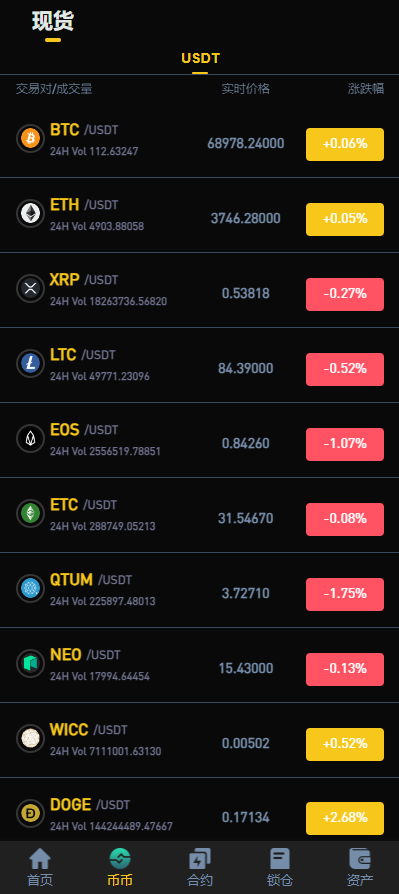 现货
USDT
交易对/成交量 实时价格 涨跌幅
BTC /USDT
24H Vol 112.63247
68978.24000
+0.06%
ETH /USDT
24H Vol 4903.88058
3746.28000
+0.05%
XRP /USDT
24H Vol 18263736.56820
0.53818
-0.27%
LTC /USDT
24H Vol 49771.23096
84.39000
-0.52%
EOS /USDT
24H Vol 2556519.78851
0.84260
-1.07%
ETC /USDT
24H Vol 288749.05213
31.54670
-0.08%
QTUM /USDT
24H Vol 225897.48013
3.72710
-1.75%
NEO /USDT
24H Vol 17994.64454
15.43000
-0.13%
WICC /USDT
24H Vol 7111001.63130
0.00502
+0.52%
DOGE /USDT
24H Vol 144244489.47667
0.17134
+2.68%
首页 币币 合约 锁仓 资产